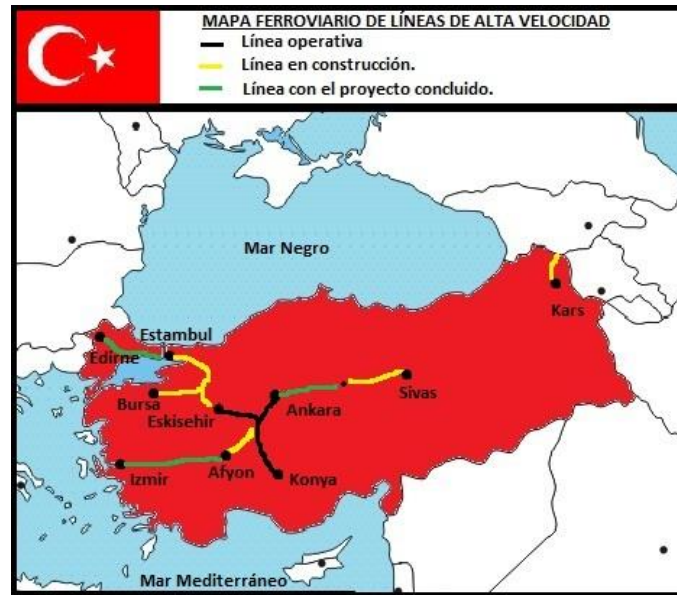 MAPA FERROVIARIO DE LÍNEAS DE ALTA VELOCIDAD
Línea operativa
Línea en construcción.
Línea con el proyecto concluido.
Mar Negro
Kars
Estambul
Edirne
Bursa
Eskisehir
Ankara
Sivas
Izmir
Afyon
Konya
Mar Mediterráneo